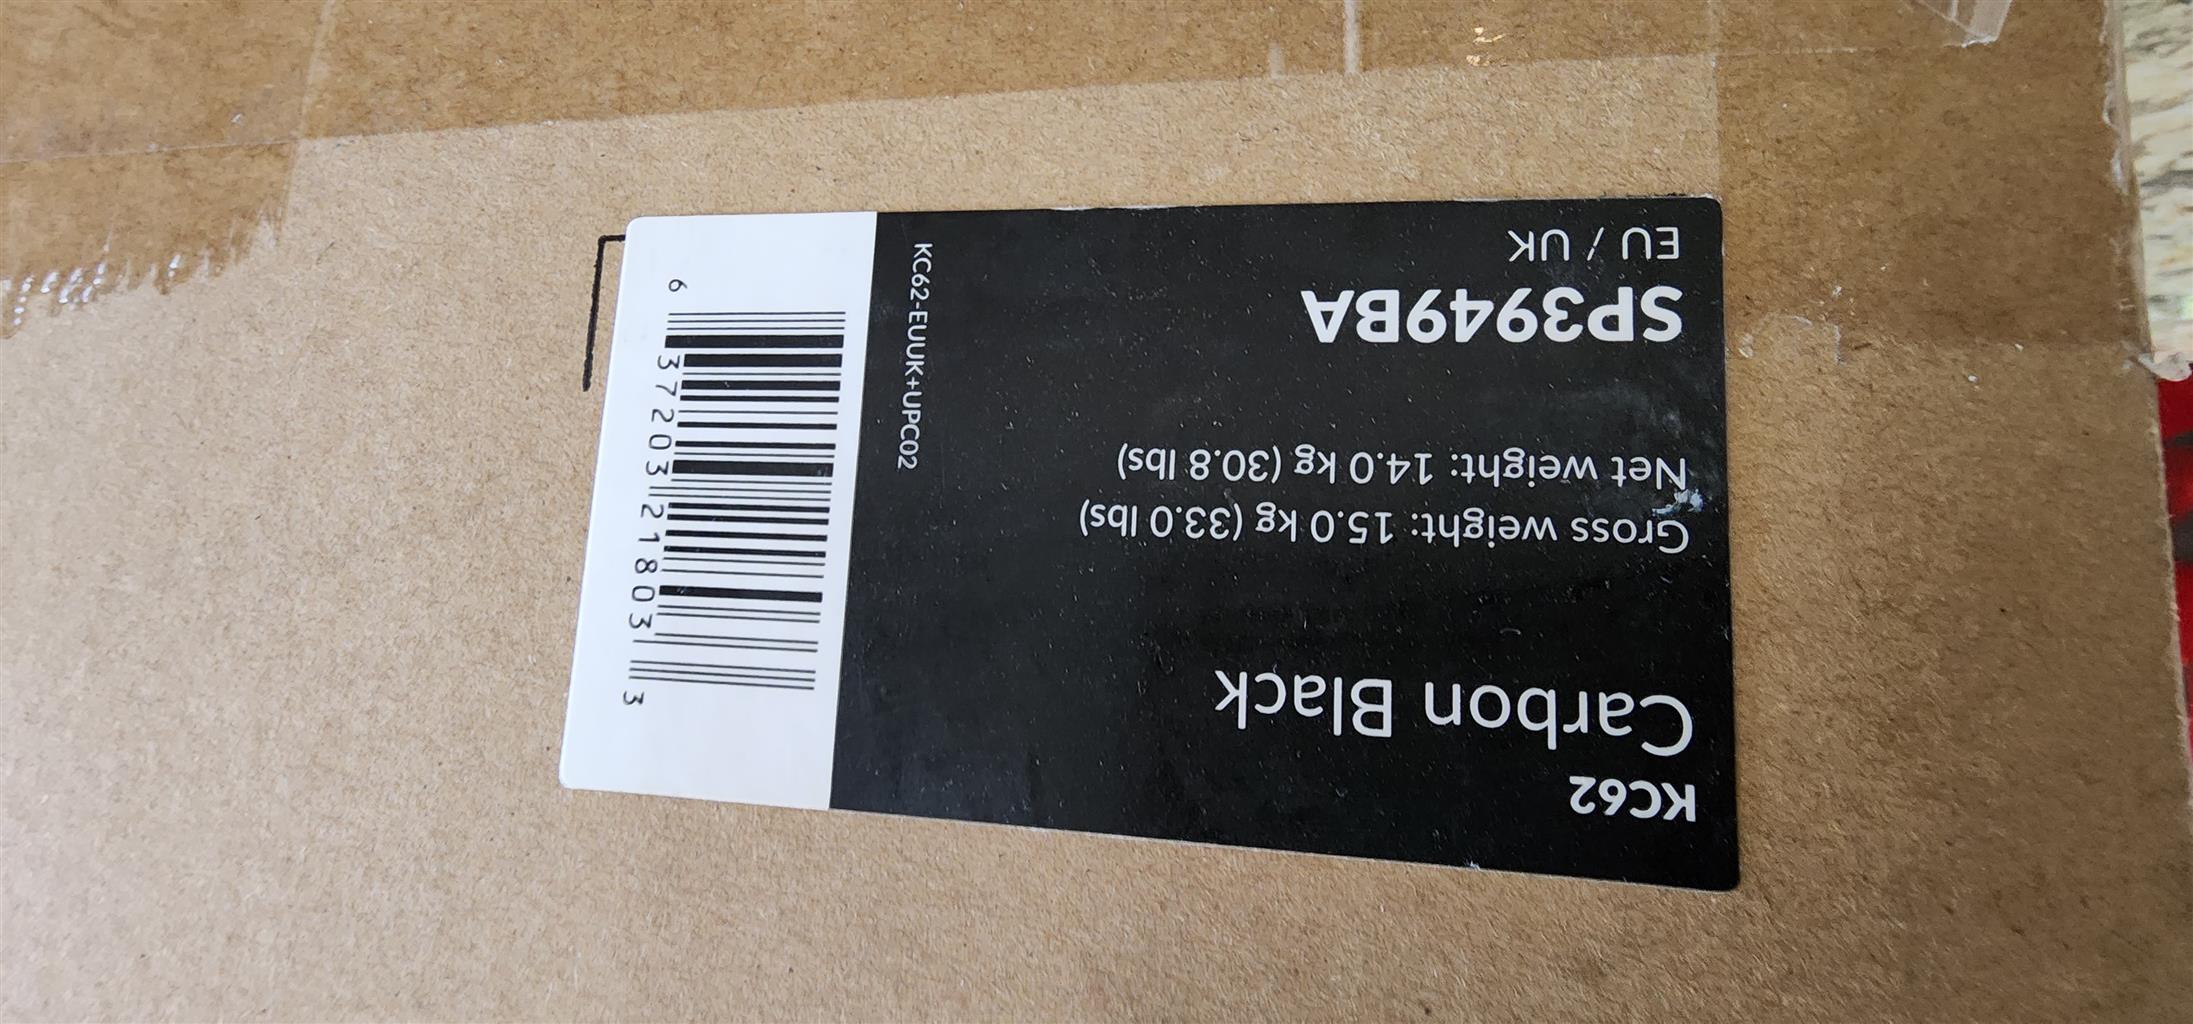 KC62
Carbon Black
Gross weight: 15.0 kg (33.0 lbs)
Net weight: 14.0 kg (30.8 lbs)
SP3949BA
EU / UK
KC62-EUUK+UPC02
6 37203 21803 3